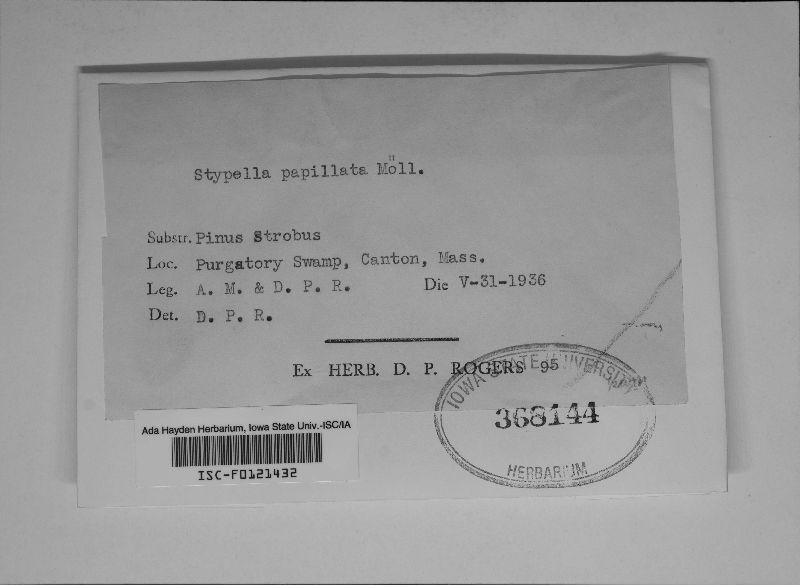 Stypella papillata Möll.
Substr. Pinus Strobus
Loc. Purgatory Swamp, Canton, Mass.
Leg. A. M. & D. P. R. Die V-31-1936
Det. D. P. R.
Ex HERB. D. P. ROGERS 95
IOWA STATE UNIVERSITY
368144
HERBARIUM
Ada Hayden Herbarium, Iowa State Univ.-ISC/IA
ISC-F0121432